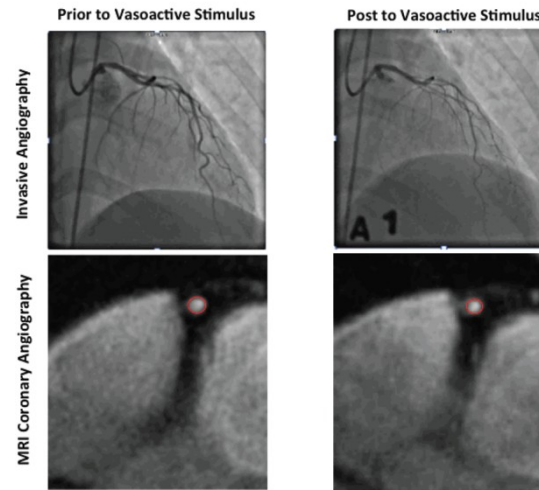 Prior to Vasoactive Stimulus
Post to Vasoactive Stimulus
Invasive Angiography
A 1
MRI Coronary Angiography